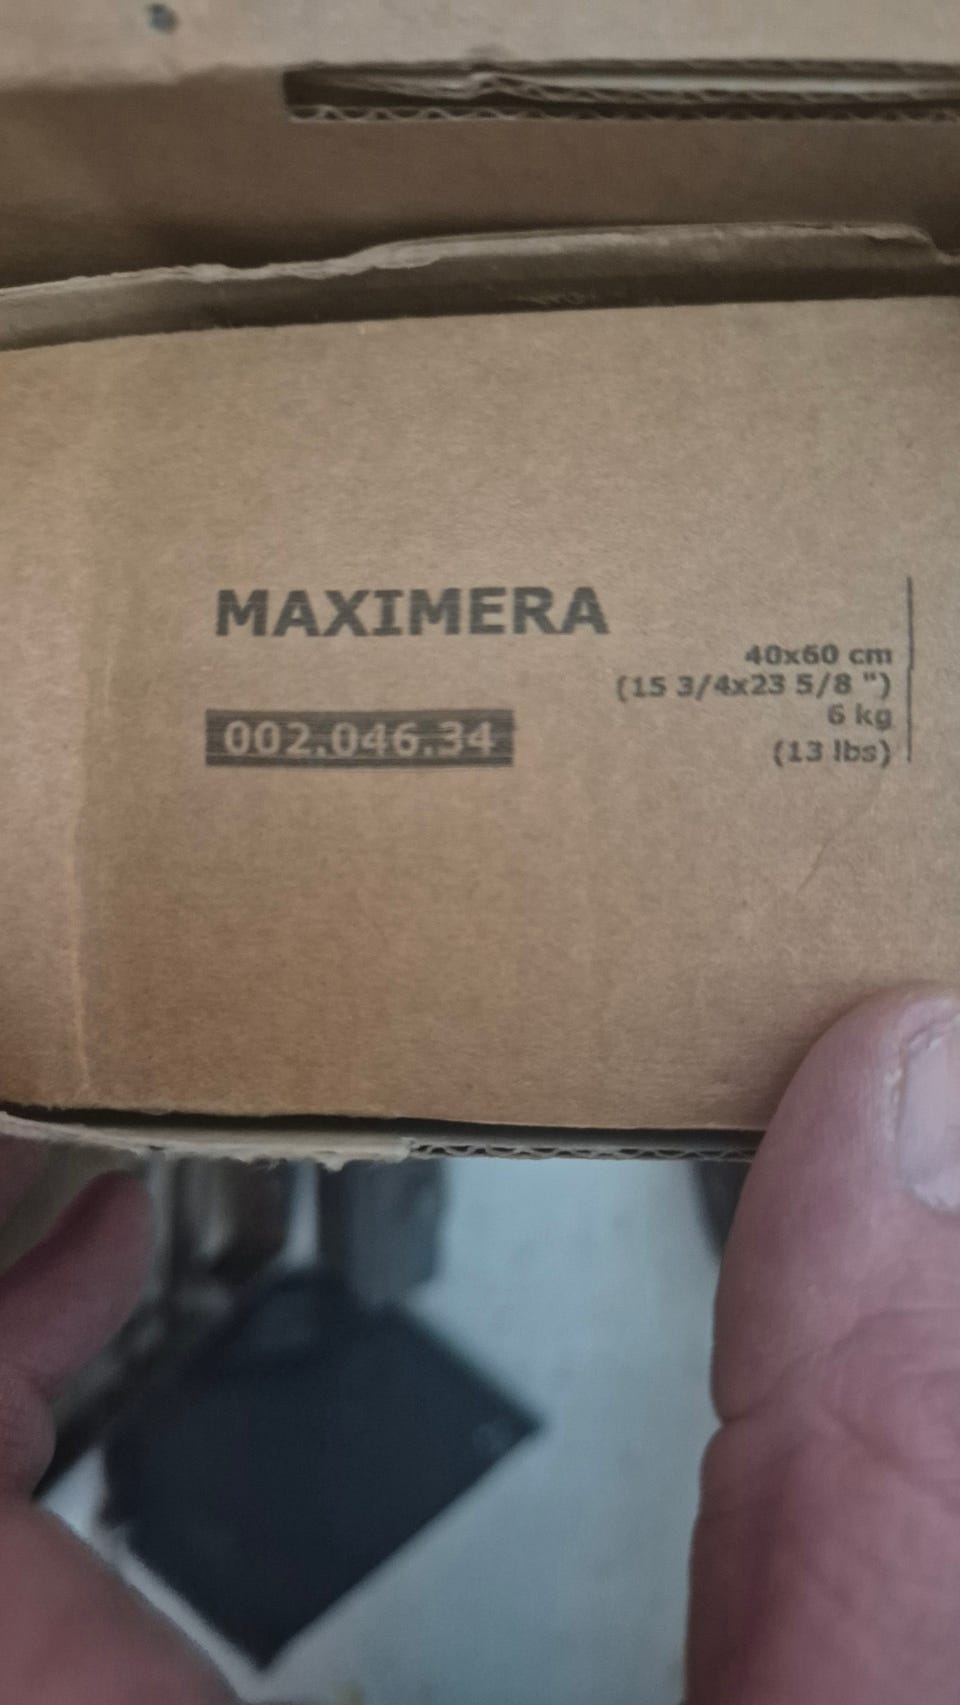 MAXIMERA
002.046.34
40x60 cm
(15 3/4x23 5/8 ")
6 kg
(13 lbs)